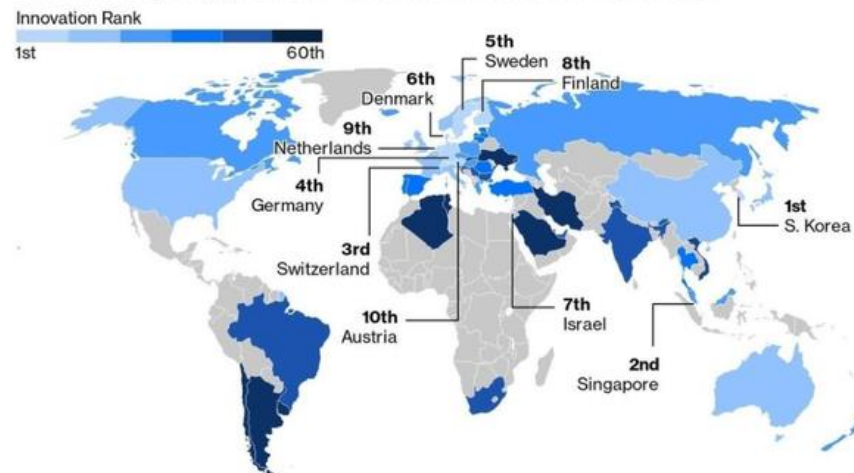 Innovation Rank
1st
60th
5th
Sweden
8th
Finland
6th
Denmark
9th
Netherlands
4th
Germany
3rd
Switzerland
10th
Austria
7th
Israel
1st
S. Korea
2nd
Singapore